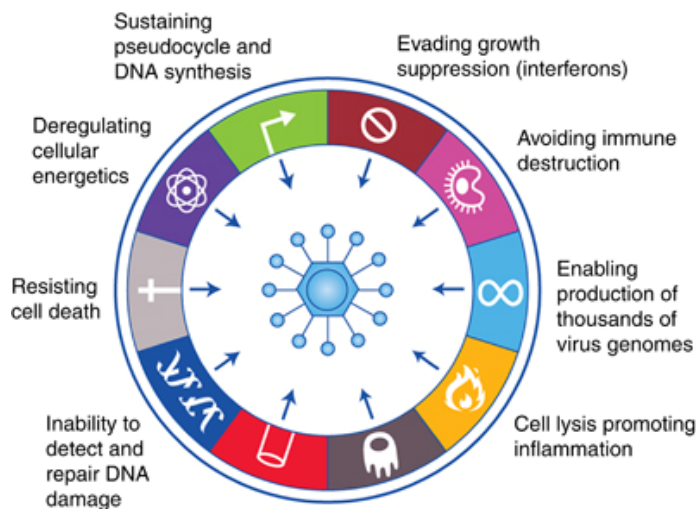 Sustaining
pseudocycle and
DNA synthesis
Evading growth
suppression (interferons)
Deregulating
cellular
energetics
Avoiding immune
destruction
Resisting
cell death
Enabling
production of
thousands of
virus genomes
Inability to
detect and
repair DNA
damage
Cell lysis promoting
inflammation